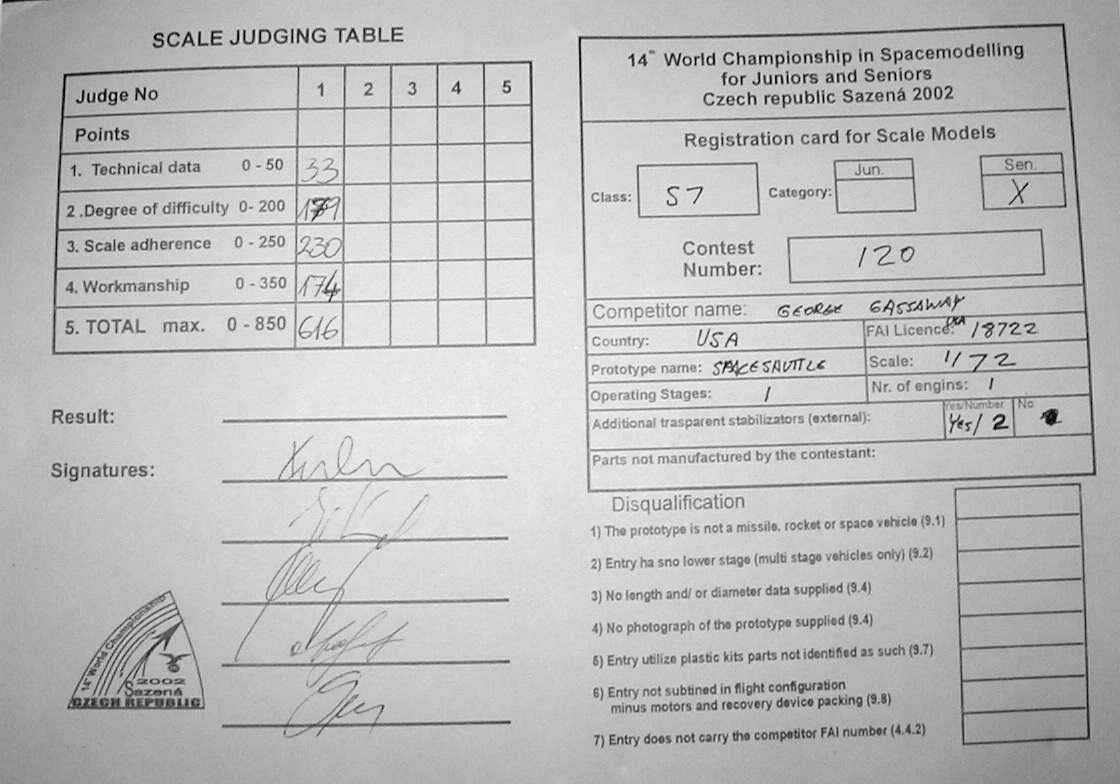 SCALE JUDGING TABLE
Judge No 1 2 3 4 5
Points
1. Technical data 0 - 50 33
2 .Degree of difficulty 0- 200 179
3. Scale adherence 0 - 250 230
4. Workmanship 0 - 350 174
5. TOTAL max. 0 - 850 616
Result:
Signatures:
14th World Championship
2002
Sazená
CZECH REPUBLIC
14th World Championship in Spacemodelling
for Juniors and Seniors
Czech republic Sazená 2002
Registration card for Scale Models
Class: S7 Category: Jun. Sen. X
Contest
Number: 120
Competitor name: GEORGE GASSAWAY
Country: USA FAI Licence: USA 18722
Prototype name: SPACE SAUTTLE Scale: 1/72
Operating Stages: 1 Nr. of engins: 1
Additional trasparent stabilizators (external): Yes/Number Yes/ 2 No
Parts not manufactured by the contestant:
Disqualification
1) The prototype is not a missile. rocket or space vehicle (9.1)
2) Entry ha sno lower stage (multi stage vehicles only) (9.2)
3) No length and/ or diameter data supplied (9.4)
4) No photograph of the prototype supplied (9.4)
5) Entry utilize plastic kits parts not identified as such (9.7)
6) Entry not subtined in flight configuration
minus motors and recovery device packing (9.8)
7) Entry does not carry the competitor FAI number (4.4.2)